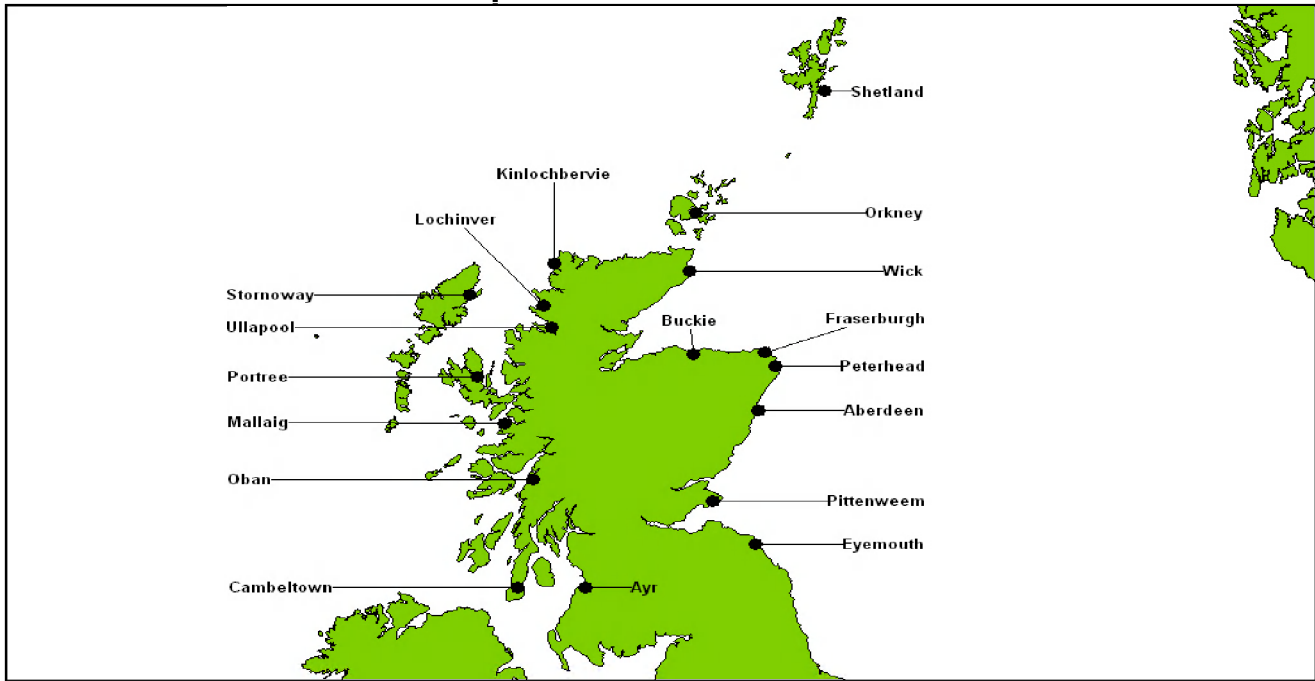 Shetland
Kinlochbervie
Orkney
Lochinver
Wick
Stornoway
Ullapool
Buckie
Fraserburgh
Peterhead
Portree
Aberdeen
Mallaig
Oban
Pittenweem
Eyemouth
Cambeltown
Ayr